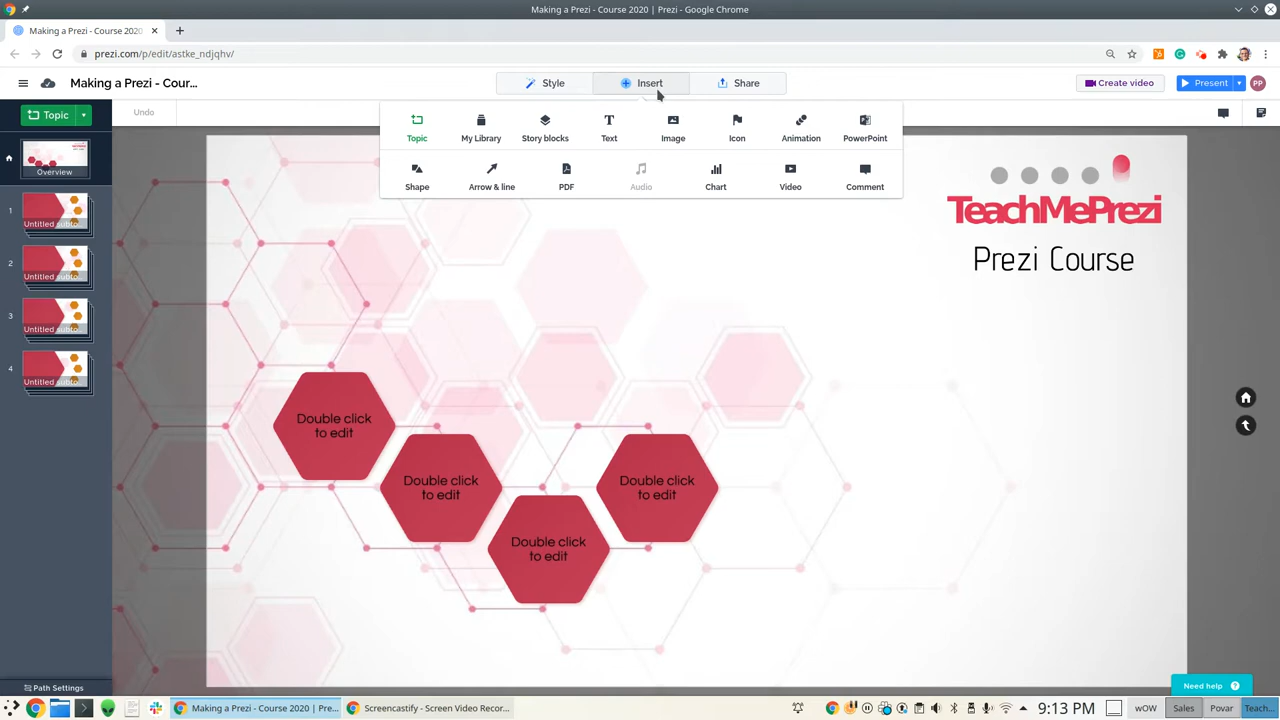 Making a Prezi - Course 2020 | Prezi - Google Chrome
Making a Prezi - Course 2020
prezi.com/p/edit/astke_ndjqhv/
Making a Prezi - Cour...
Style
Insert
Share
Create video
Present
PP
Topic
Undo
Topic
My Library
Story blocks
Text
Image
Icon
Animation
PowerPoint
Shape
Arrow & line
PDF
Audio
Chart
Video
Comment
Overview
1
Untitled subto...
2
Untitled subto...
3
Untitled subto...
4
Untitled subto...
TeachMePrezi
Prezi Course
Double click
to edit
Double click
to edit
Double click
to edit
Double click
to edit
Path Settings
Need help ?
Making a Prezi - Course 2020 | Pre...
Screencastify - Screen Video Recor...
9:13 PM
wOW
Sales
Povar
Teach...